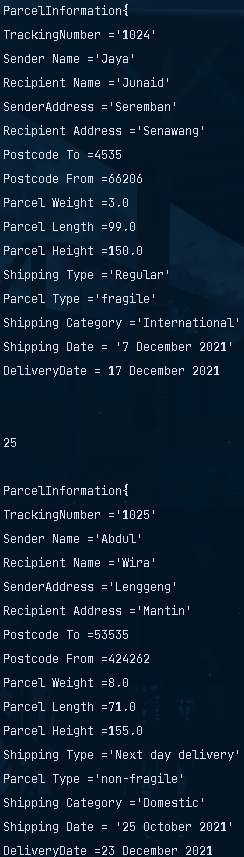 ParcelInformation{
TrackingNumber ='1024'
Sender Name ='Jaya'
Recipient Name ='Junaid'
SenderAddress ='Seremban'
Recipient Address ='Senawang'
Postcode To =4535
Postcode From =66206
Parcel Weight =3.0
Parcel Length =99.0
Parcel Height =150.0
Shipping Type ='Regular'
Parcel Type ='fragile'
Shipping Category ='International'
Shipping Date = '7 December 2021'
DeliveryDate = 17 December 2021
25
ParcelInformation{
TrackingNumber ='1025'
Sender Name ='Abdul'
Recipient Name ='Wira'
SenderAddress ='Lenggeng'
Recipient Address ='Mantin'
Postcode To =53535
Postcode From =424262
Parcel Weight =8.0
Parcel Length =71.0
Parcel Height =155.0
Shipping Type ='Next day delivery'
Parcel Type ='non-fragile'
Shipping Category ='Domestic'
Shipping Date = '25 October 2021'
DeliveryDate =23 December 2021